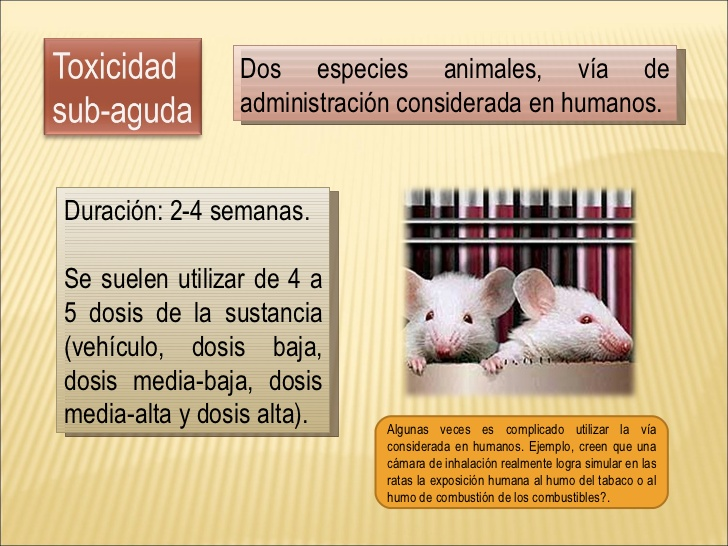 Toxicidad
sub-aguda
Dos especies animales, vía de
administración considerada en humanos.
Duración: 2-4 semanas.
Se suelen utilizar de 4 a
5 dosis de la sustancia
(vehículo, dosis baja,
dosis media-baja, dosis
media-alta y dosis alta).
Algunas veces es complicado utilizar la vía
considerada en humanos. Ejemplo, creen que una
cámara de inhalación realmente logra simular en las
ratas la exposición humana al humo del tabaco o al
humo de combustión de los combustibles?.